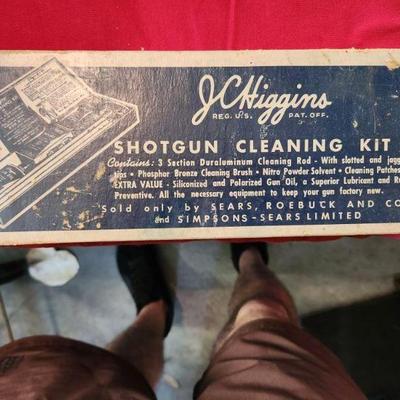 J.C.Higgins
REG. U.S. PAT. OFF.
SHOTGUN CLEANING KIT
Contains: 3 Section Duraluminum Cleaning Rod - With slotted and jagg
tips • Phosphor Bronze Cleaning Brush • Nitro Powder Solvent • Cleaning Patches
EXTRA VALUE - Siliconized and Polarized Gun Oil, a Superior Lubricant and Ru
Preventive. All the necessary equipment to keep your gun factory new.
Sold only by SEARS, ROEBUCK AND CO
and SIMPSONS-SEARS LIMITED